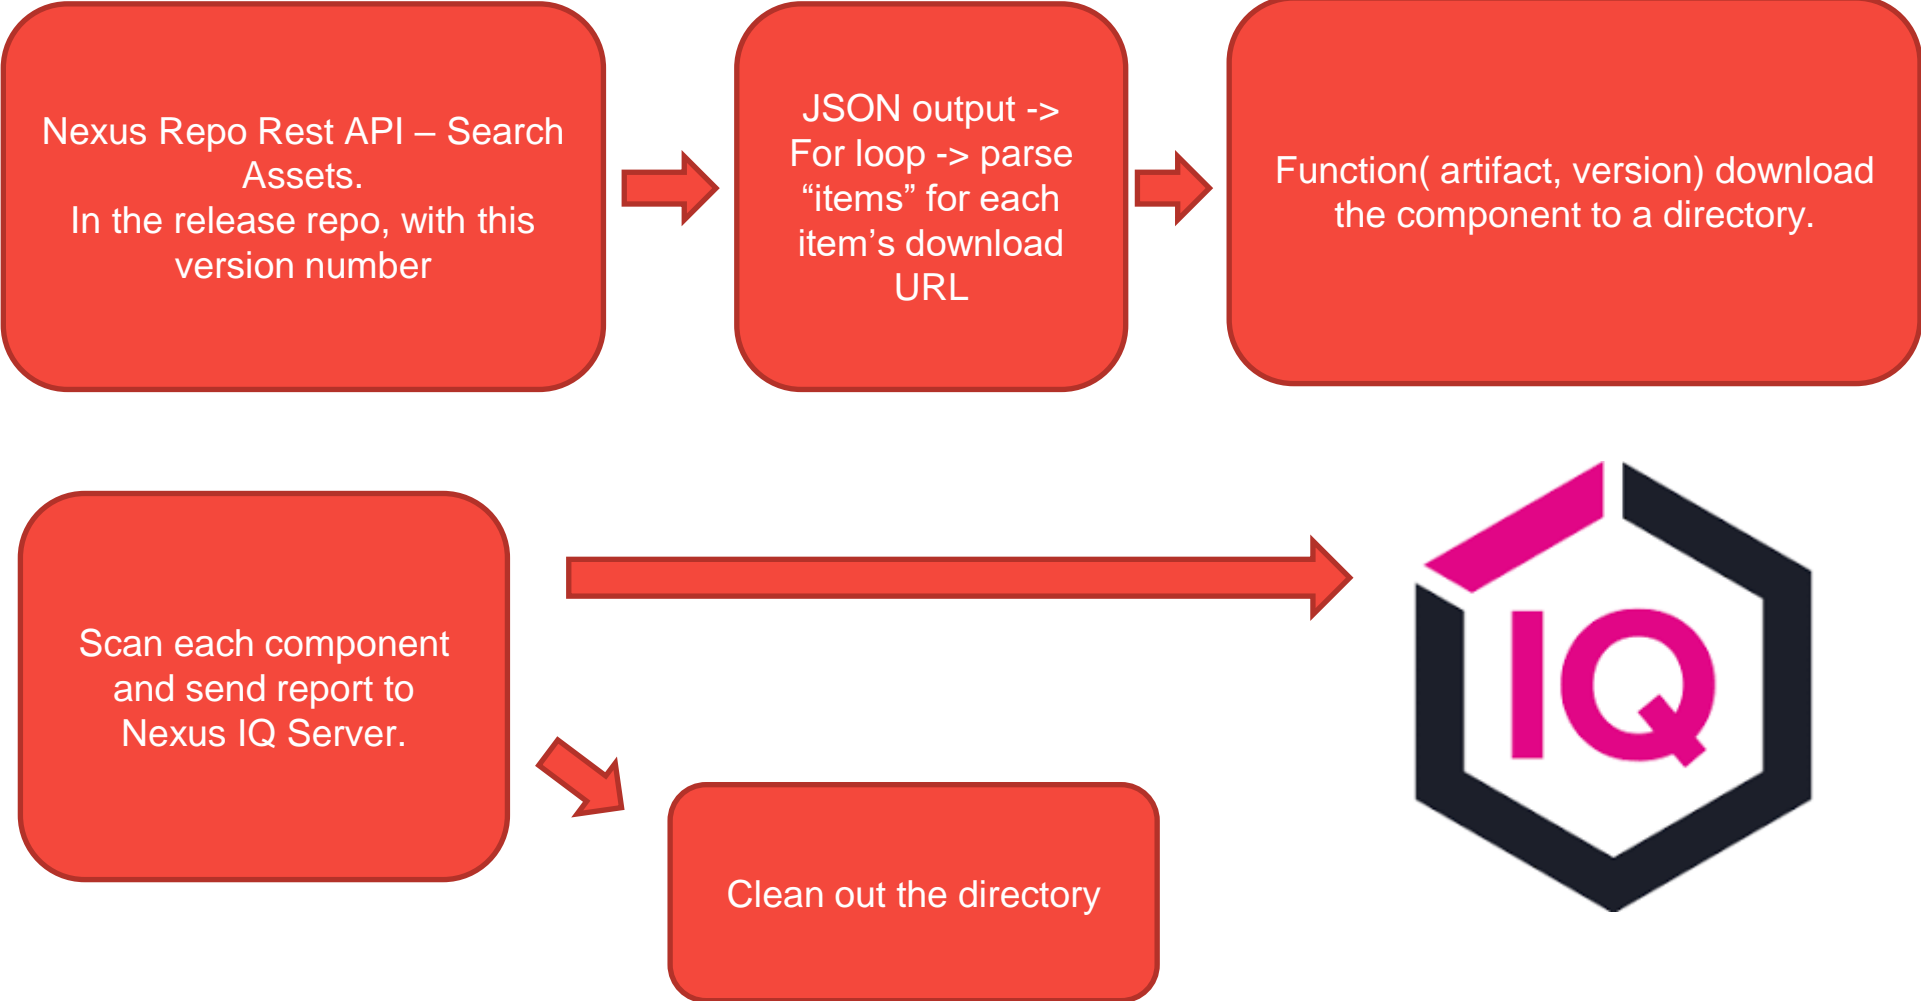 Nexus Repo Rest API – Search
Assets.
In the release repo, with this
version number
JSON output ->
For loop -> parse
“items” for each
item’s download
URL
Function( artifact, version) download
the component to a directory.
Scan each component
and send report to
Nexus IQ Server.
IQ
Clean out the directory